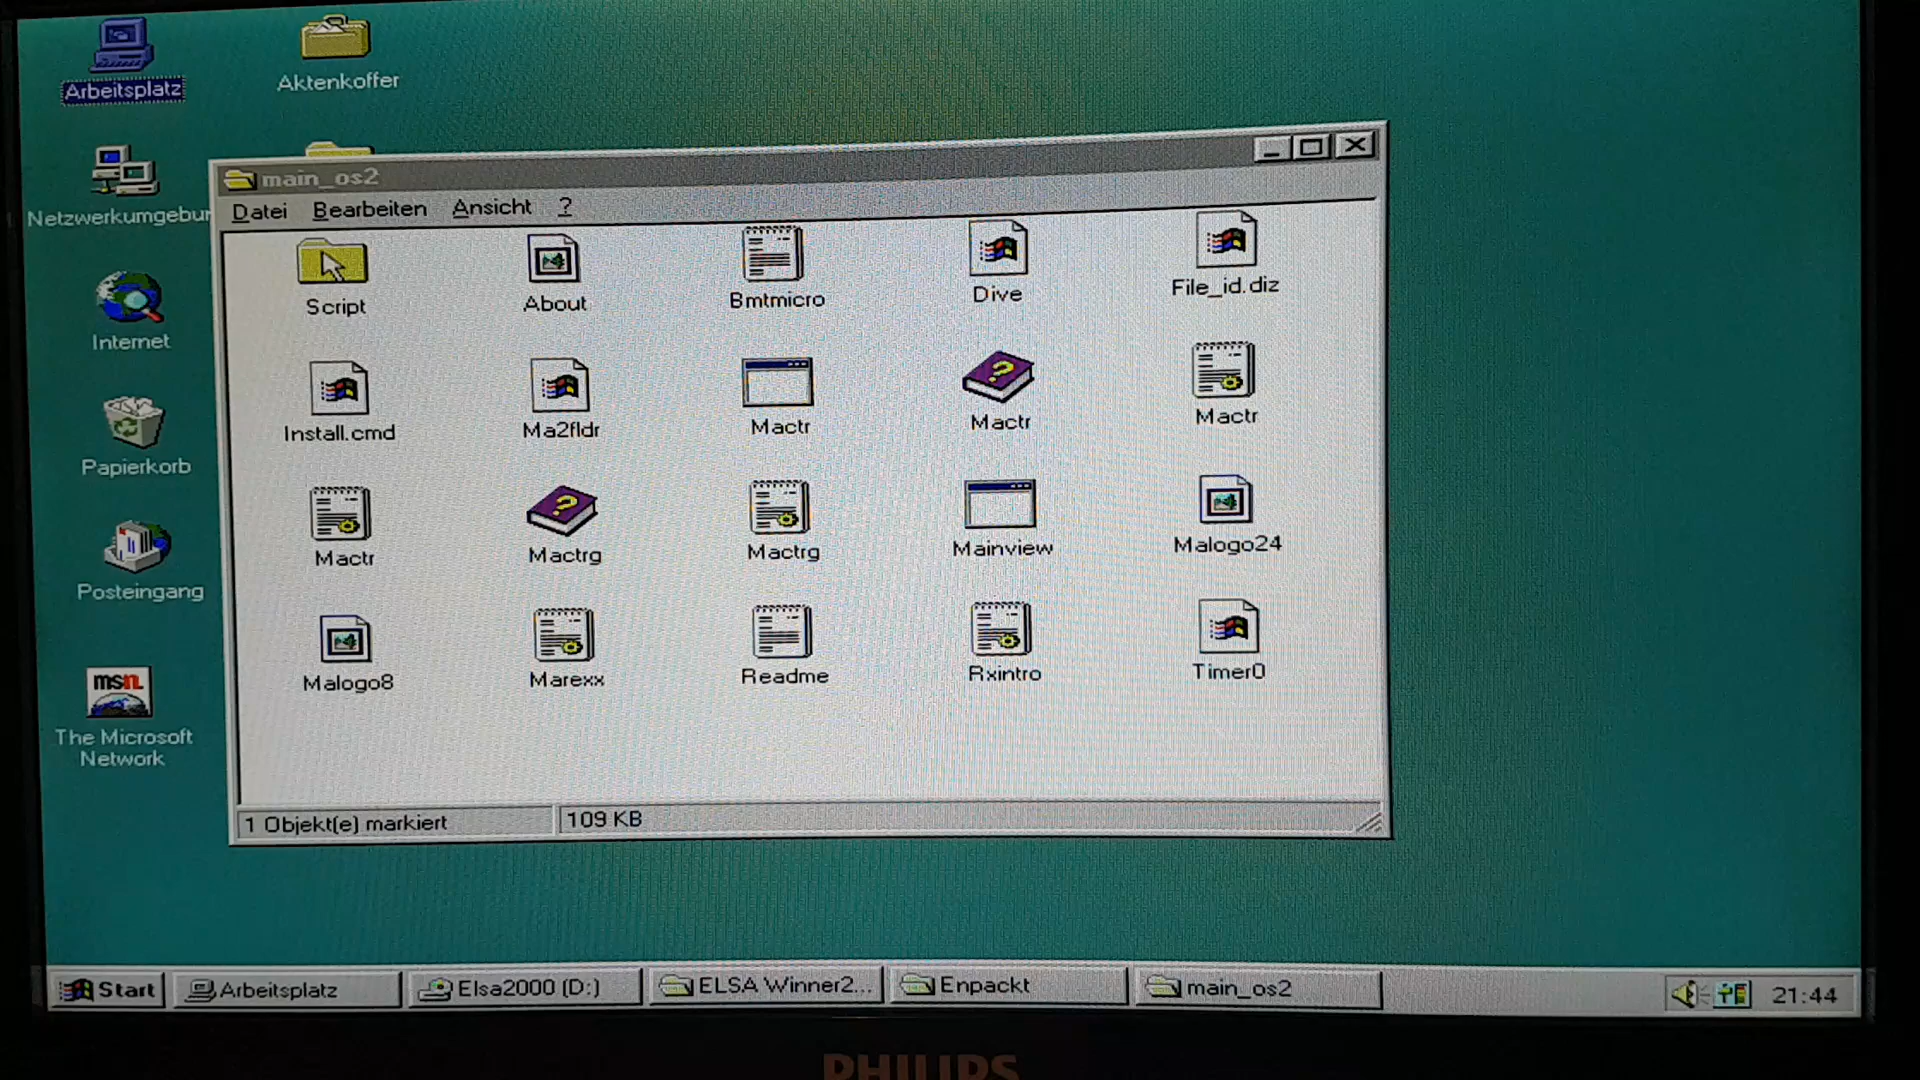 Arbeitsplatz
Aktenkoffer
Netzwerkumgebur
Internet
Papierkorb
Posteingang
msn
The Microsoft
Network
main_os2
Datei Bearbeiten Ansicht ?
Script About Bmtmicro Dive File_id.diz
Install.cmd Ma2fldr Mactr Mactr Mactr
Mactr Mactrg Mactrg Mainview Malogo24
Malogo8 Marexx Readme Rxintro Timer0
1 Objekt(e) markiert 109 KB
Start Arbeitsplatz Elsa2000 (D:) ELSA Winner2... Enpackt main_os2 21:44
PHILIPS